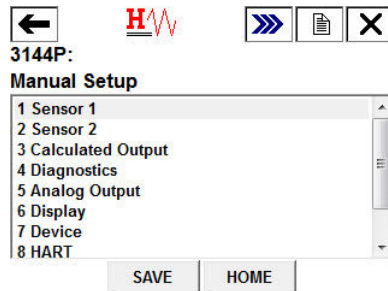 H
3144P:
Manual Setup
1 Sensor 1
2 Sensor 2
3 Calculated Output
4 Diagnostics
5 Analog Output
6 Display
7 Device
8 HART
SAVE HOME